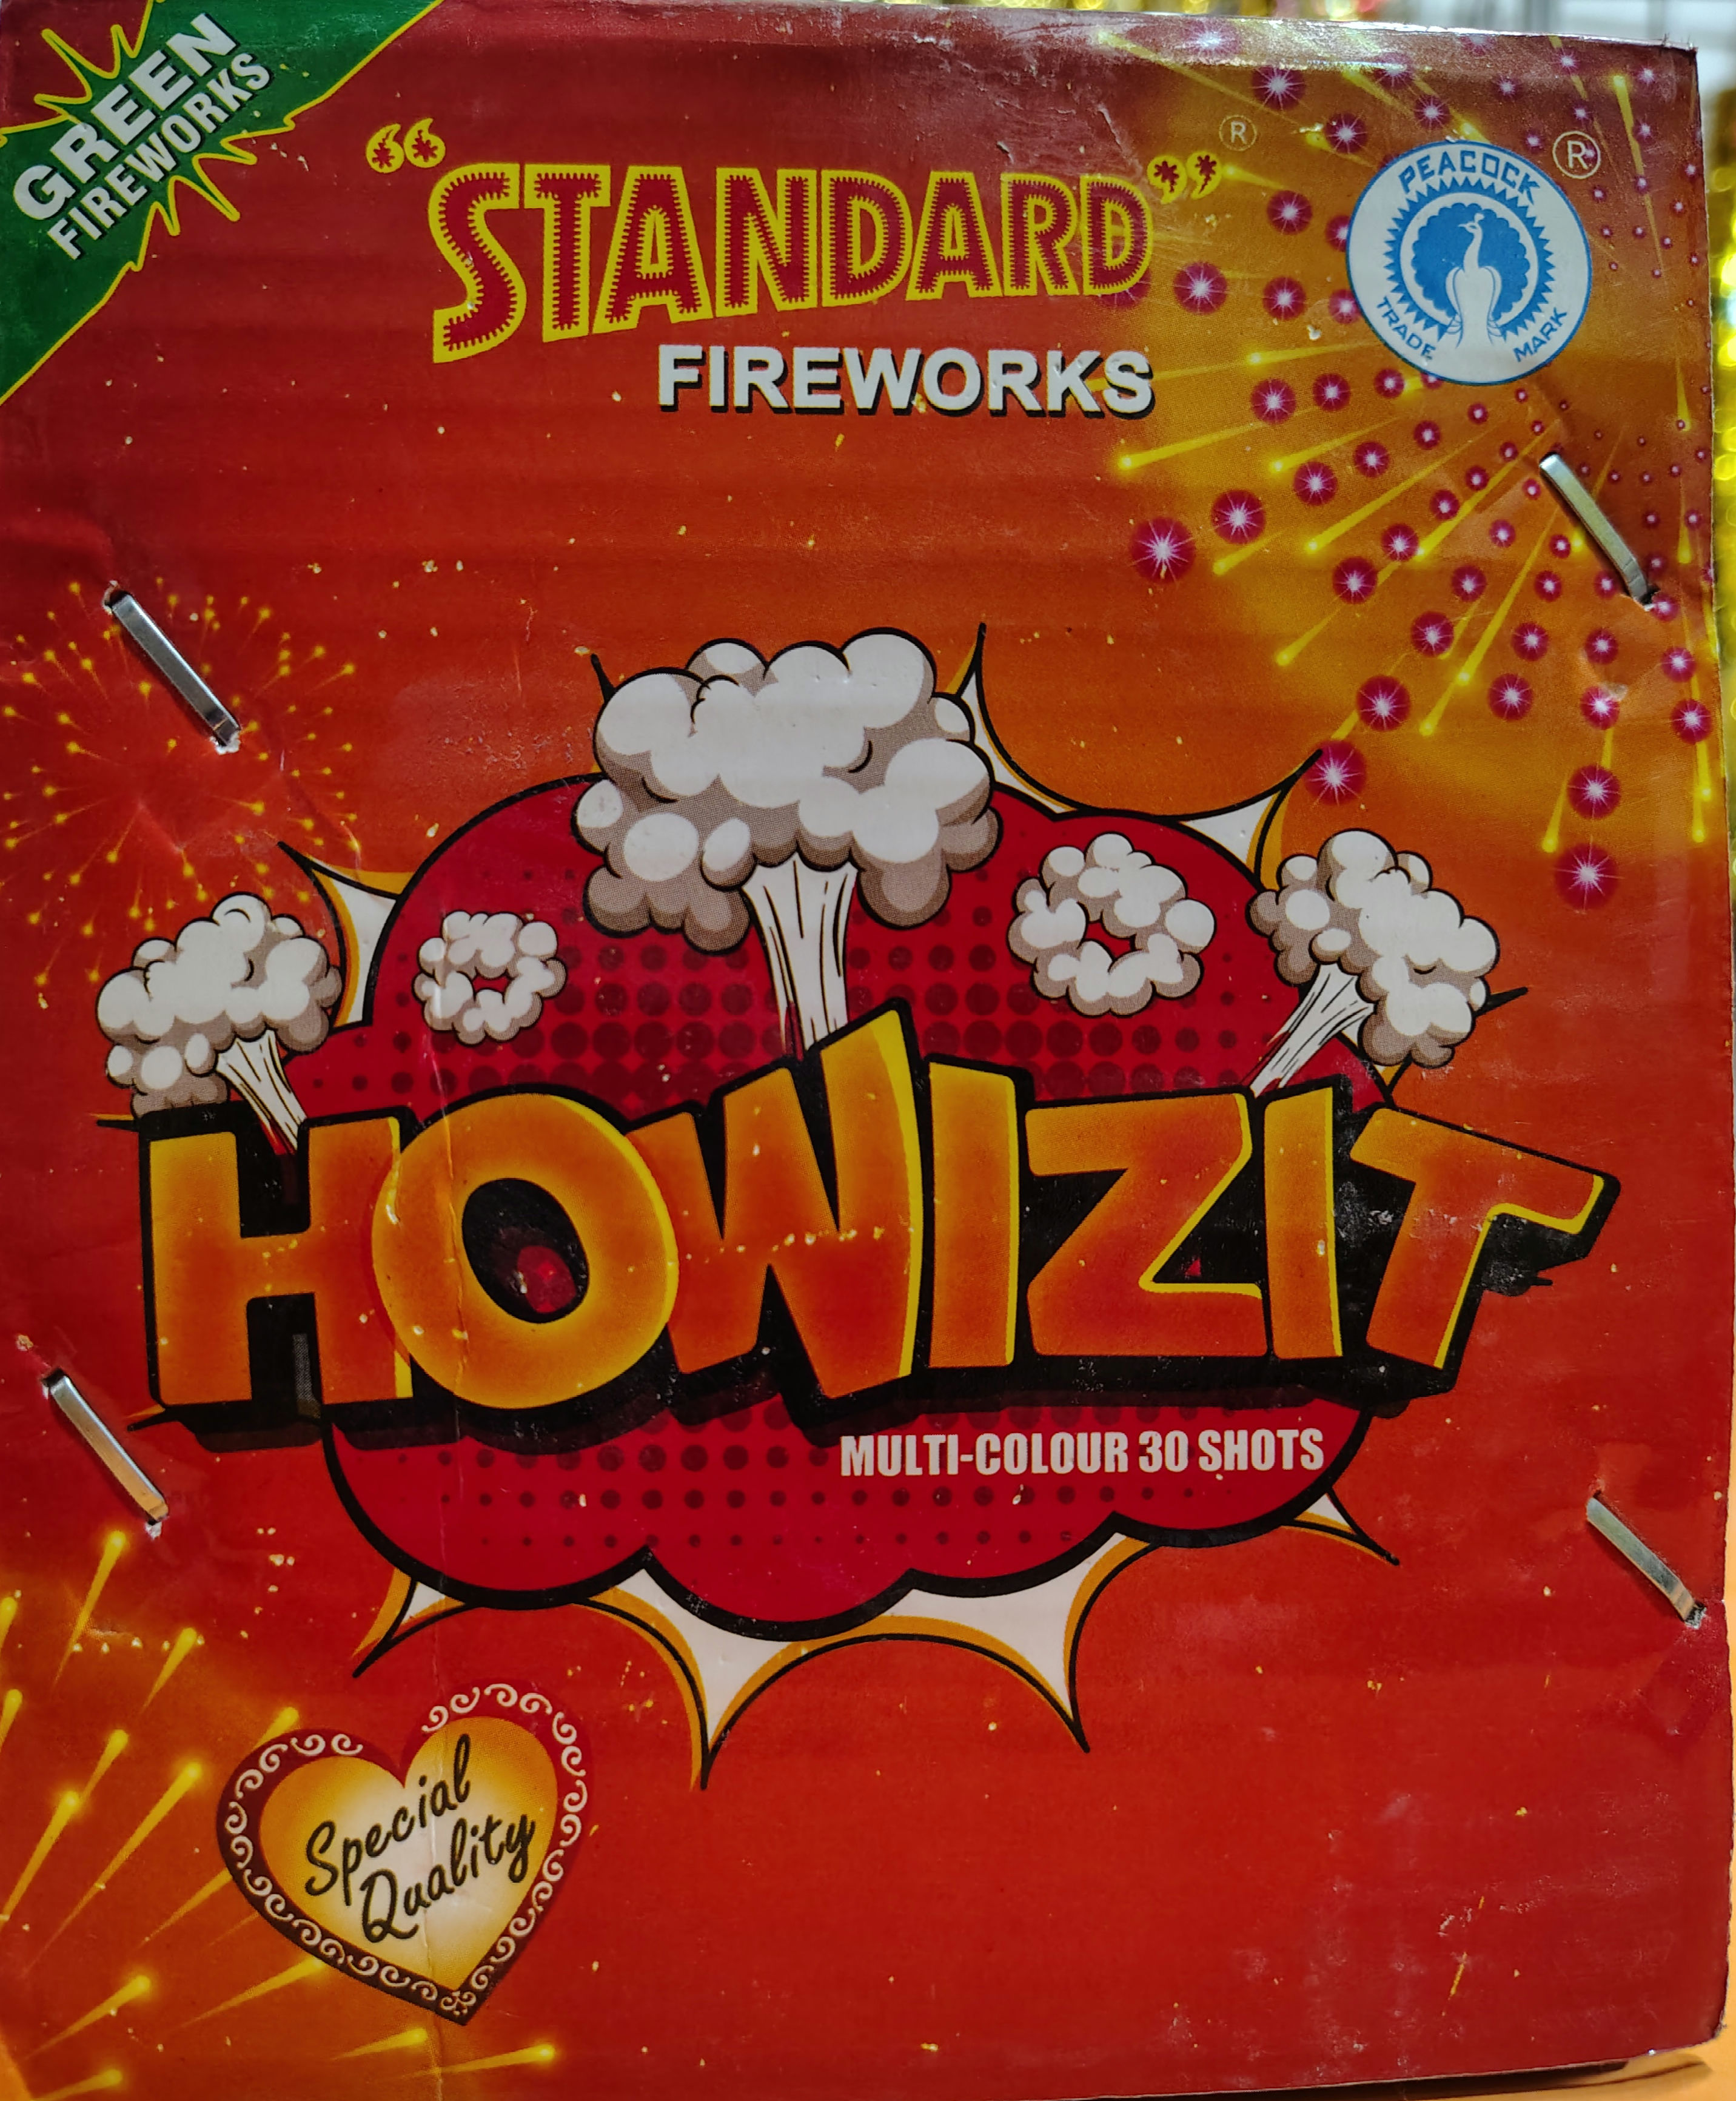 GREEN
FIREWORKS
"STANDARD" ®
FIREWORKS
PEACOCK ®
TRADE MARK
HOWIZIT
MULTI-COLOUR 30 SHOTS
Special
Quality